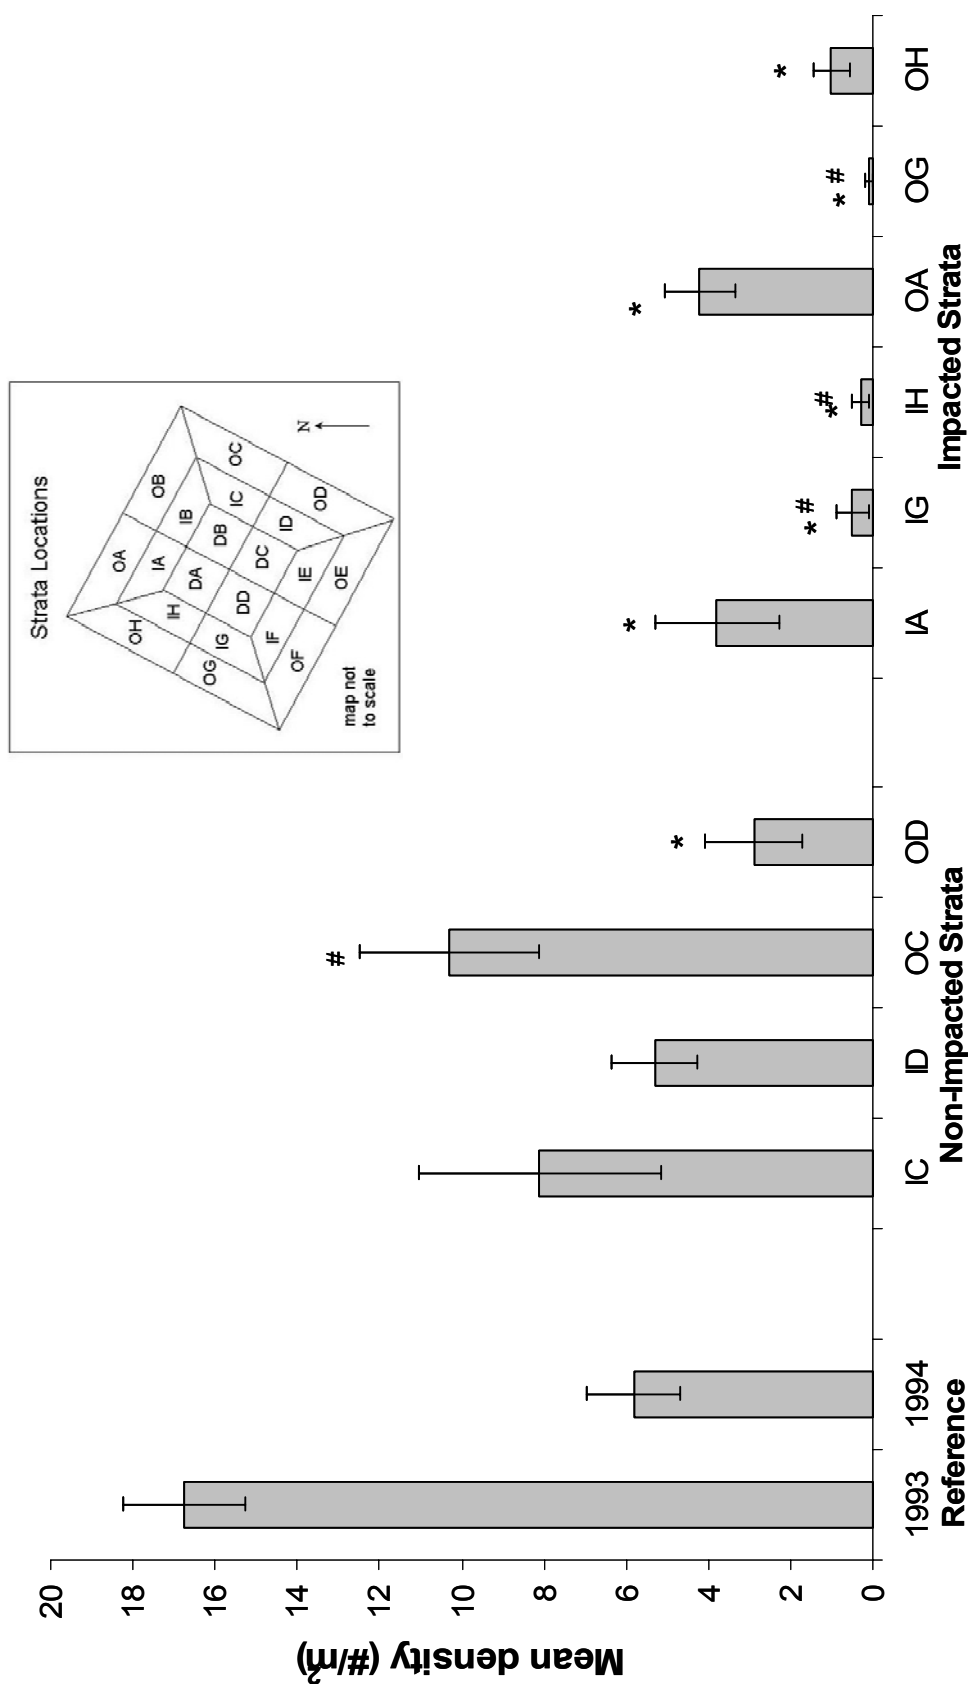 Strata Locations
OA
OB
OH
IA
IB
OC
IH
DA
DB
IC
OG
IG
DD
DC
ID
OD
IF
IE
OF
OE
N
map not
to scale
Mean density (#/m²)
20
18
16
14
12
10
8
6
4
2
0
#
*
*
* #
* #
*
* #
*
1993 1994 IC ID OC OD IA IG IH OA OG OH
Reference Non-Impacted Strata Impacted Strata